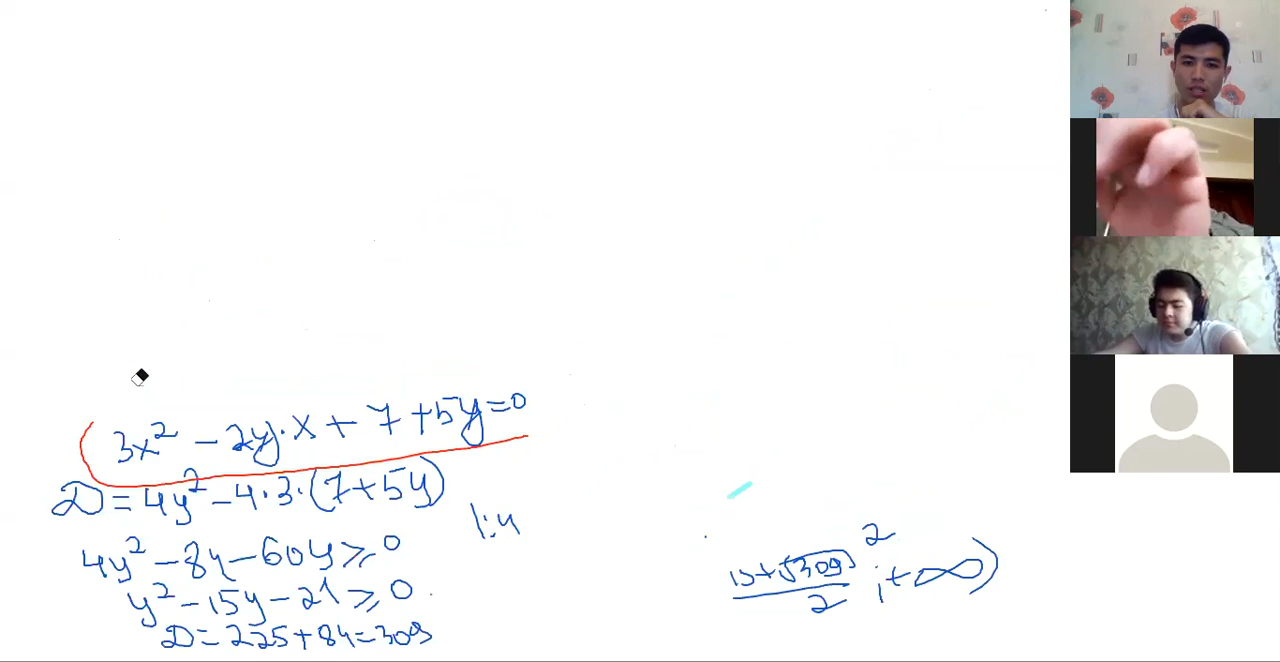 3x² - 2y·x + 7 + 5y = 0
D = 4y² - 4·3·(7 + 5y)
4y² - 84 - 60y ≥ 0 |:4
y² - 15y - 21 ≥ 0
D = 225 + 84 = 309
2
(15 + √309)/2 ; +∞)